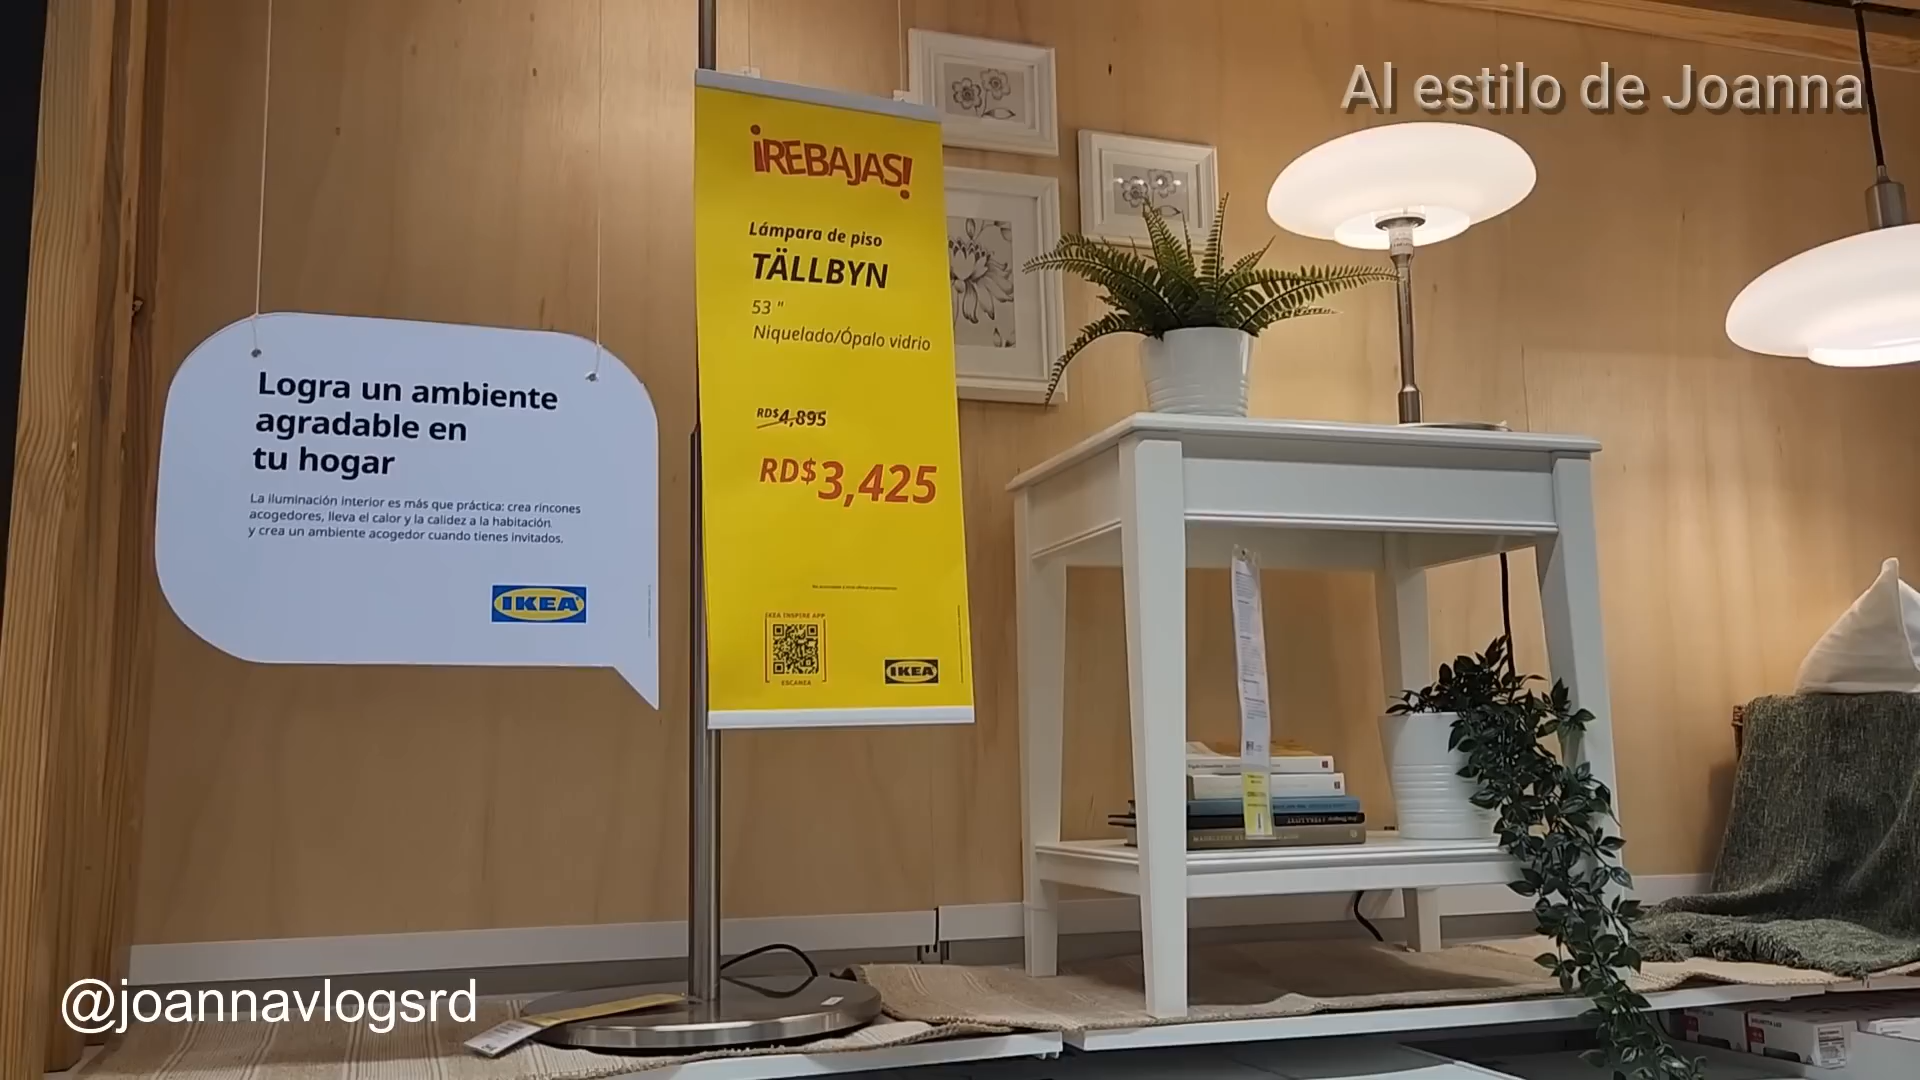 Al estilo de Joanna
¡REBAJAS!
Lámpara de piso
TÄLLBYN
53 "
Niquelado/Ópalo vidrio
RD$4,895
RD$3,425
IKEA INSPIRE APP
ESCANEA
IKEA
Logra un ambiente
agradable en
tu hogar
La iluminación interior es más que práctica: crea rincones
acogedores, lleva el calor y la calidez a la habitación.
y crea un ambiente acogedor cuando tienes invitados.
IKEA
@joannavlogsrd